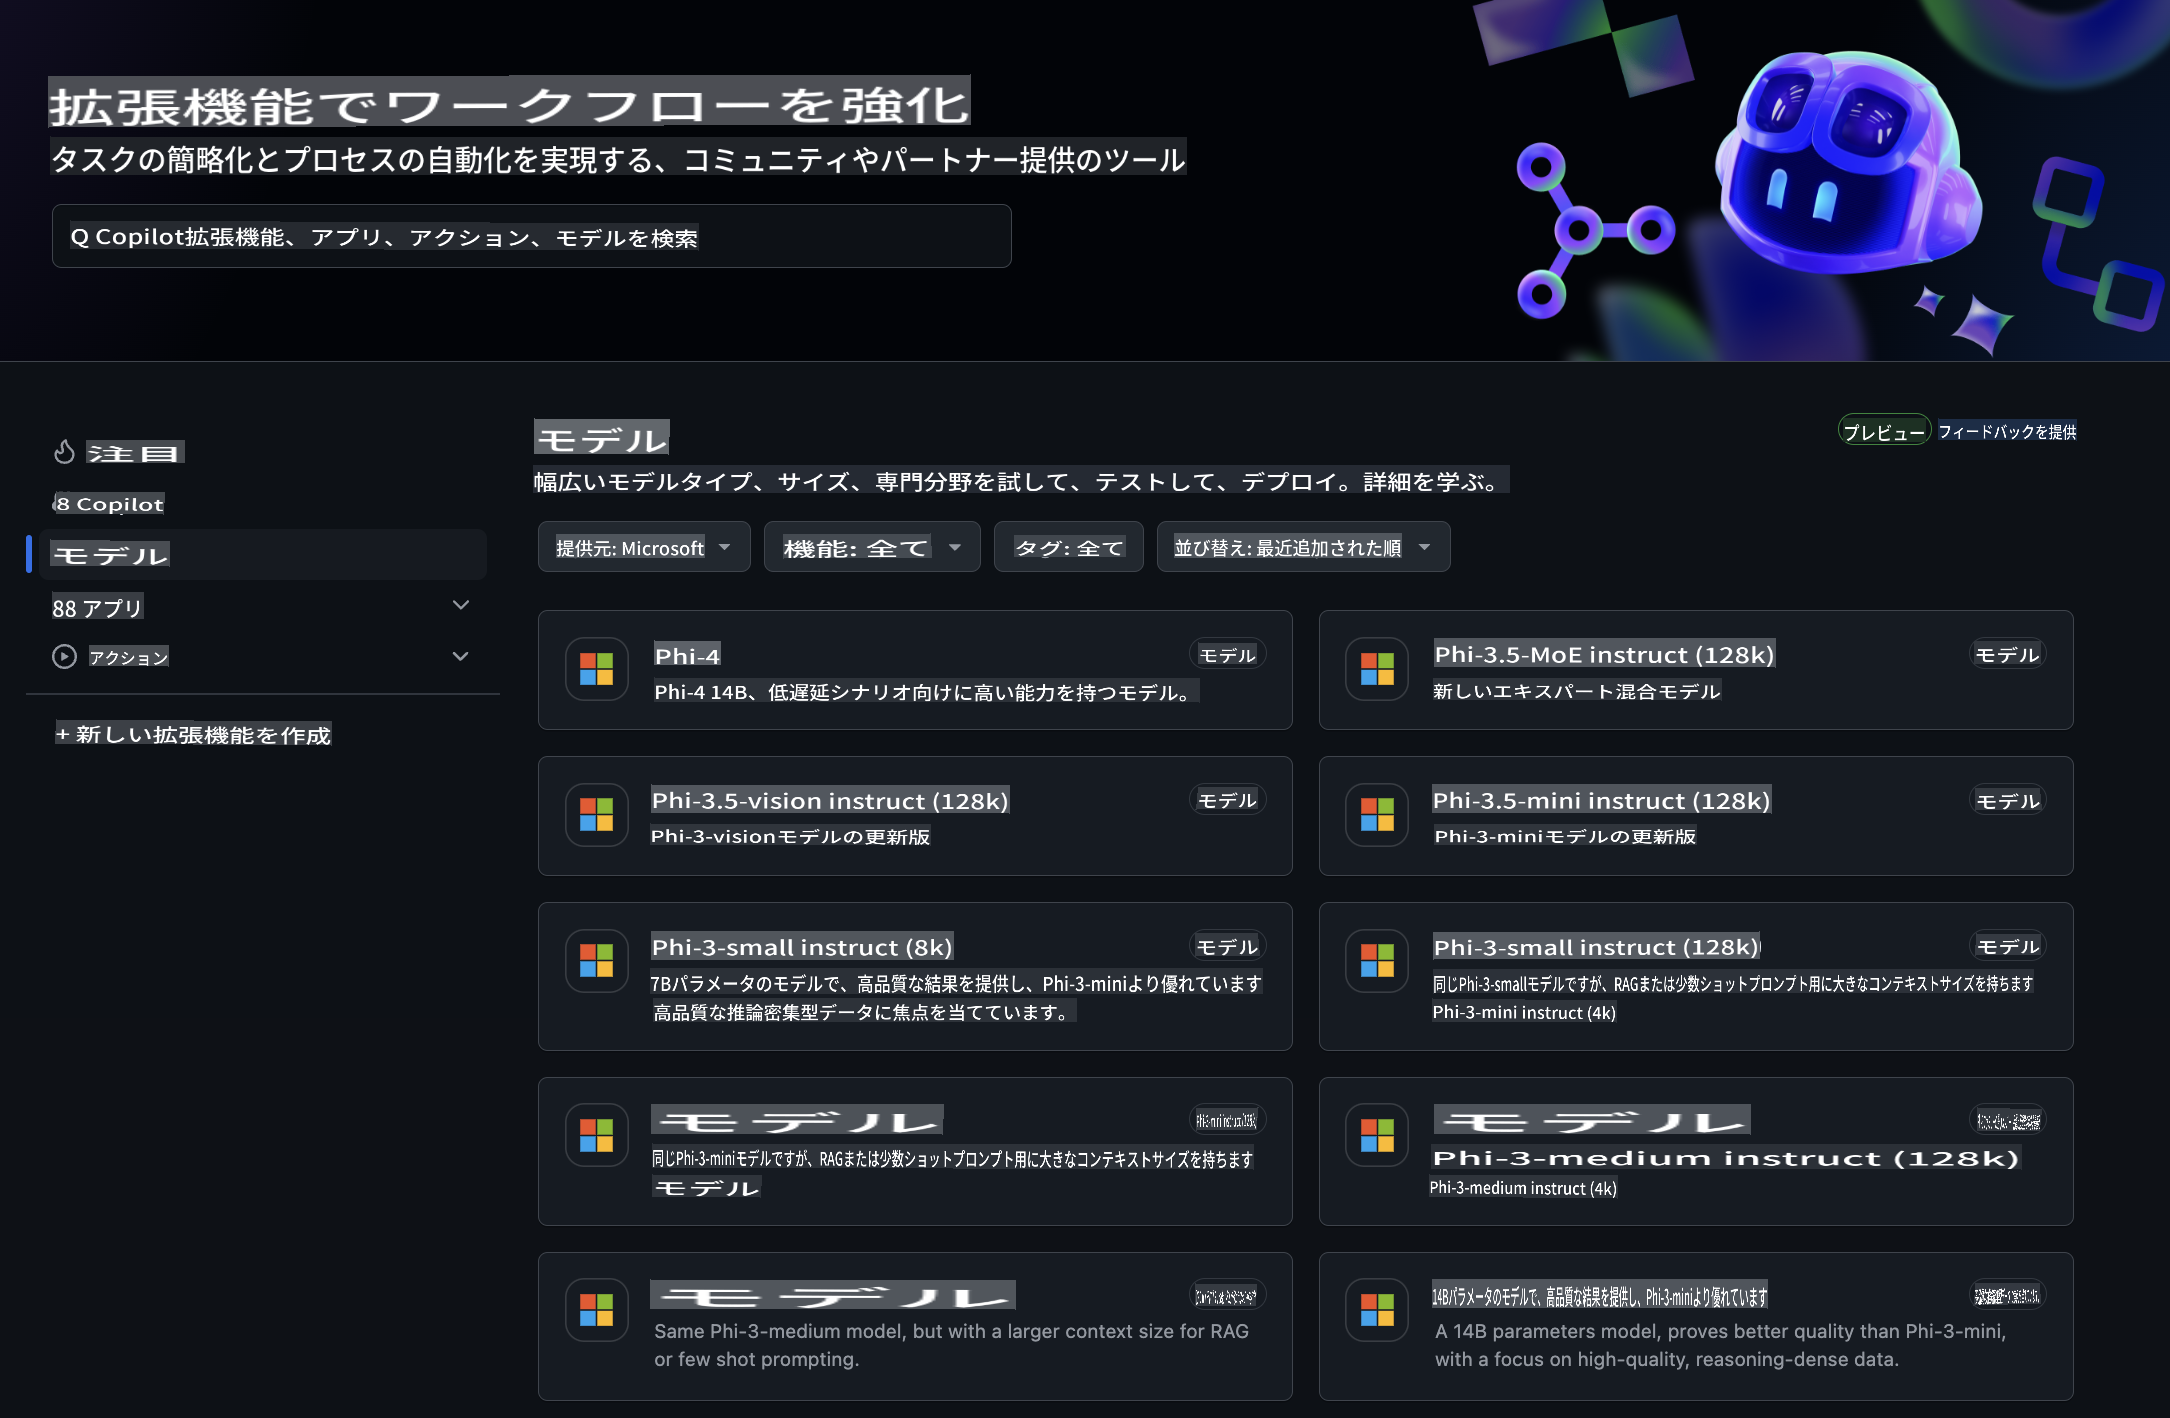 拡張機能でワークフローを強化
タスクの簡略化とプロセスの自動化を実現する、コミュニティやパートナー提供のツール
Q Copilot拡張機能、アプリ、アクション、モデルを検索
注目
8 Copilot
モデル
88 アプリ
アクション
+ 新しい拡張機能を作成
モデル
プレビュー
フィードバックを提供
幅広いモデルタイプ、サイズ、専門分野を試して、テストして、デプロイ。詳細を学ぶ。
提供元: Microsoft
機能: 全て
タグ: 全て
並び替え: 最近追加された順
Phi-4
モデル
Phi-4 14B、低遅延シナリオ向けに高い能力を持つモデル。
Phi-3.5-MoE instruct (128k)
モデル
新しいエキスパート混合モデル
Phi-3.5-vision instruct (128k)
モデル
Phi-3-visionモデルの更新版
Phi-3.5-mini instruct (128k)
モデル
Phi-3-miniモデルの更新版
Phi-3-small instruct (8k)
モデル
7Bパラメータのモデルで、高品質な結果を提供し、Phi-3-miniより優れています
高品質な推論密集型データに焦点を当てています。
Phi-3-small instruct (128k)
モデル
同じPhi-3-smallモデルですが、RAGまたは少数ショットプロンプト用に大きなコンテキストサイズを持ちます
Phi-3-mini instruct (4k)
モデル
Phi-3-mini instruct (128k)
同じPhi-3-miniモデルですが、RAGまたは少数ショットプロンプト用に大きなコンテキストサイズを持ちます
モデル
モデル
Phi-3-medium instruct (128k)
Phi-3-medium instruct (4k)
モデル
Same Phi-3-medium model, but with a larger context size for RAG
or few shot prompting.
14Bパラメータのモデルで、高品質な結果を提供し、Phi-3-miniより優れています
A 14B parameters model, proves better quality than Phi-3-mini,
with a focus on high-quality, reasoning-dense data.